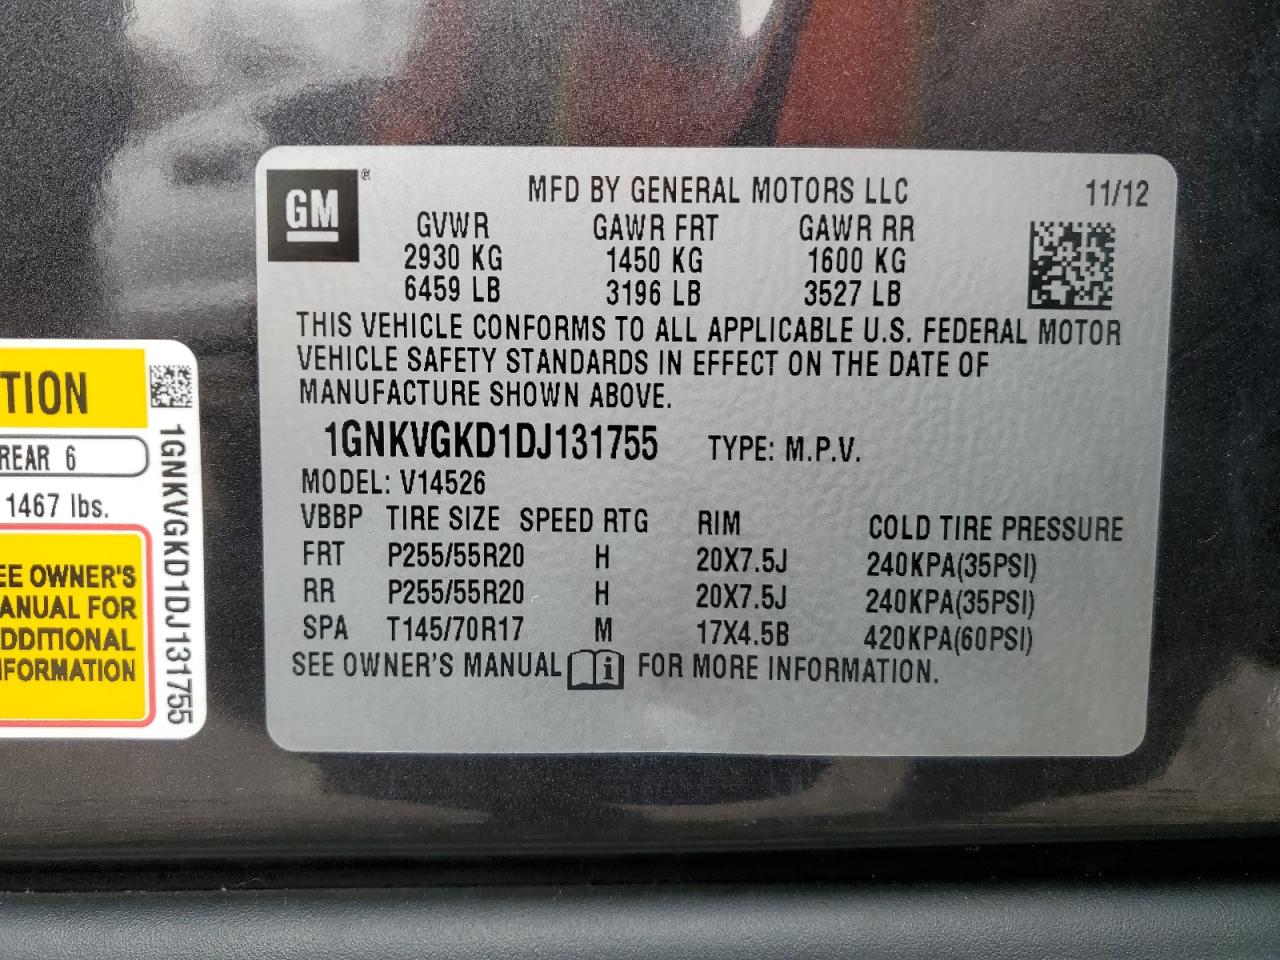 GM
®
MFD BY GENERAL MOTORS LLC 11/12
GVWR GAWR FRT GAWR RR
2930 KG 1450 KG 1600 KG
6459 LB 3196 LB 3527 LB
THIS VEHICLE CONFORMS TO ALL APPLICABLE U.S. FEDERAL MOTOR
VEHICLE SAFETY STANDARDS IN EFFECT ON THE DATE OF
MANUFACTURE SHOWN ABOVE.
1GNKVGKD1DJ131755 TYPE: M.P.V.
MODEL: V14526
VBBP TIRE SIZE SPEED RTG RIM COLD TIRE PRESSURE
FRT P255/55R20 H 20X7.5J 240KPA(35PSI)
RR P255/55R20 H 20X7.5J 240KPA(35PSI)
SPA T145/70R17 M 17X4.5B 420KPA(60PSI)
SEE OWNER'S MANUAL i FOR MORE INFORMATION.
TION
REAR 6
1467 lbs.
EE OWNER'S
ANUAL FOR
DDITIONAL
NFORMATION
1GNKVGKD1DJ131755